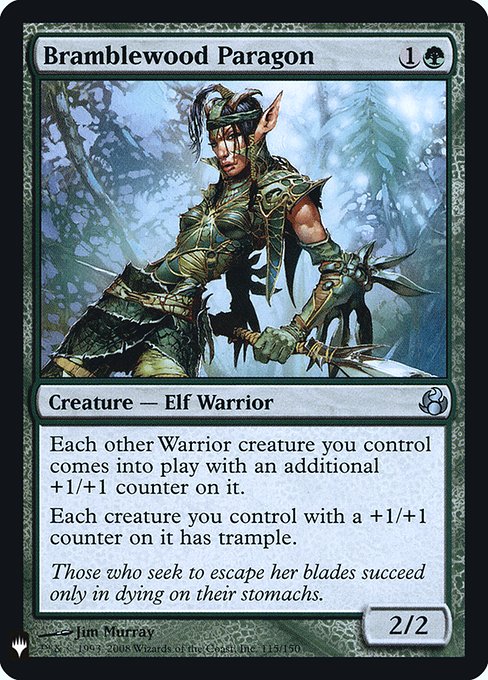 Bramblewood Paragon 1
Creature — Elf Warrior
Each other Warrior creature you control
comes into play with an additional
+1/+1 counter on it.
Each creature you control with a +1/+1
counter on it has trample.
Those who seek to escape her blades succeed
only in dying on their stomachs.
Jim Murray
™ & © 1993–2008 Wizards of the Coast, Inc. 115/150
2/2